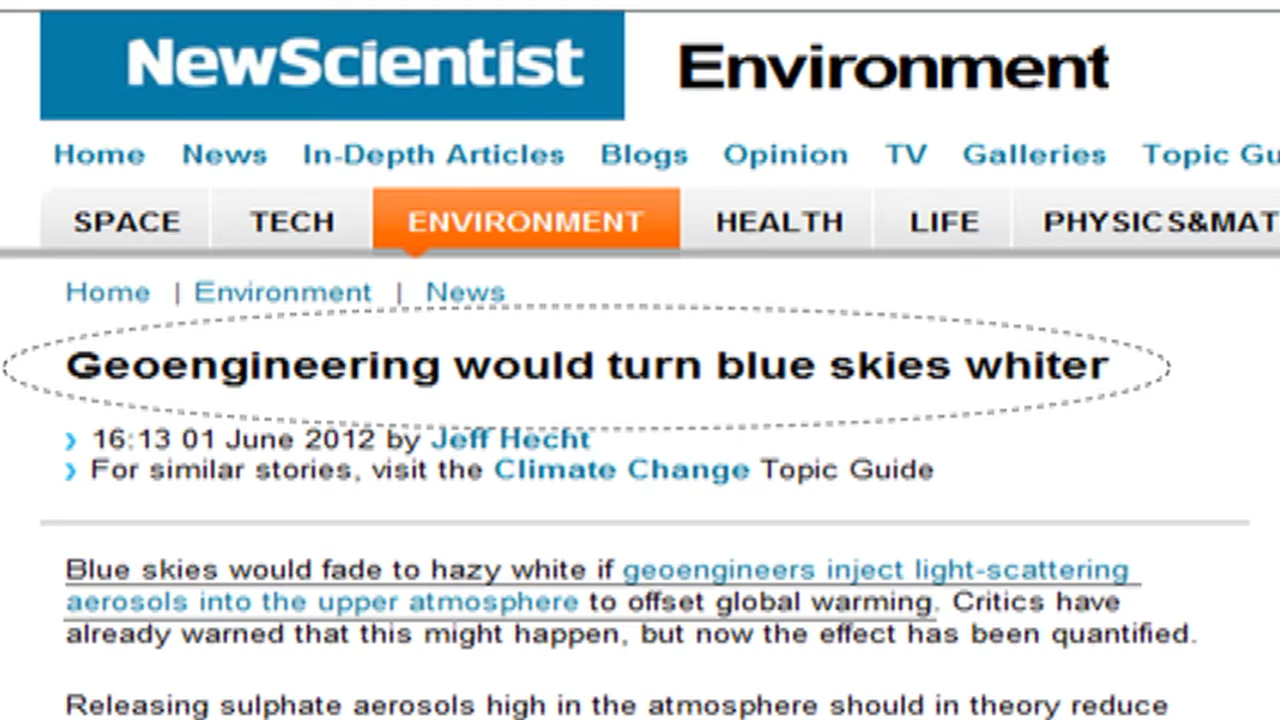 NewScientist Environment
Home News In-Depth Articles Blogs Opinion TV Galleries Topic
SPACE TECH ENVIRONMENT HEALTH LIFE
Home | Environment | News
Geoengineering would turn blue skies whiter
› 16:13 01 June 2012 by Jeff Hecht
› For similar stories, visit the Climate Change Topic Guide
Blue skies would fade to hazy white if geoengineers inject light-scattering
aerosols into the upper atmosphere to offset global warming. Critics have
already warned that this might happen, but now the effect has been quantified.
Releasing sulphate aerosols high in the atmosphere should in theory reduce